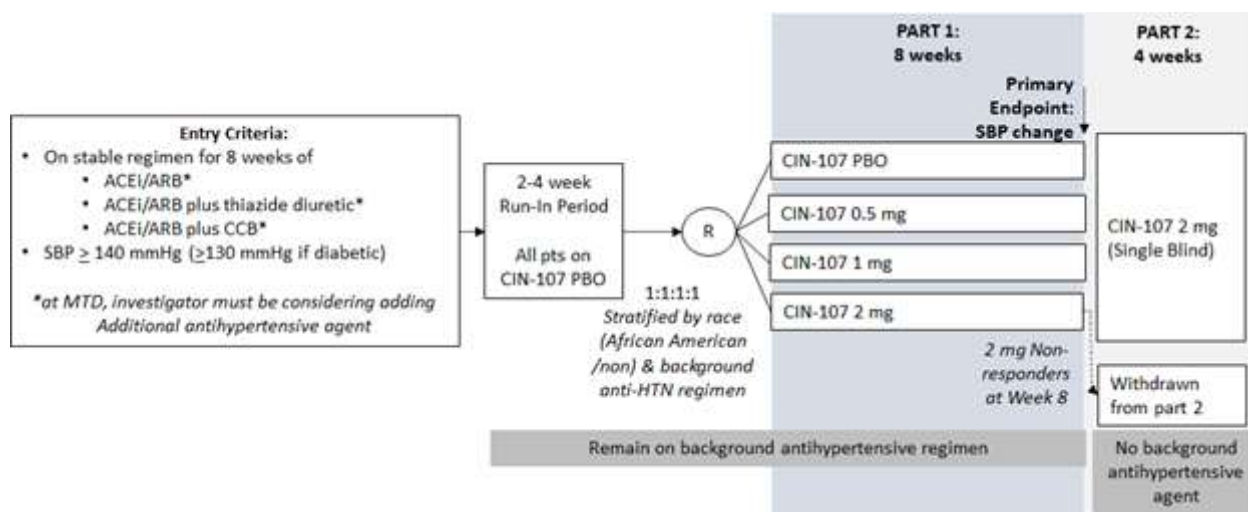 PART 1:
8 weeks
PART 2:
4 weeks
Primary
Endpoint:
SBP change
Entry Criteria:
• On stable regimen for 8 weeks of
• ACEi/ARB*
• ACEi/ARB plus thiazide diuretic*
• ACEi/ARB plus CCB*
• SBP ≥ 140 mmHg (≥130 mmHg if diabetic)
*at MTD, investigator must be considering adding
Additional antihypertensive agent
2-4 week
Run-In Period
All pts on
CIN-107 PBO
R
1:1:1:1
Stratified by race
(African American
/non) & background
anti-HTN regimen
CIN-107 PBO
CIN-107 0.5 mg
CIN-107 1 mg
CIN-107 2 mg
2 mg Non-
responders
at Week 8
CIN-107 2 mg
(Single Blind)
Withdrawn
from part 2
Remain on background antihypertensive regimen
No background
antihypertensive
agent